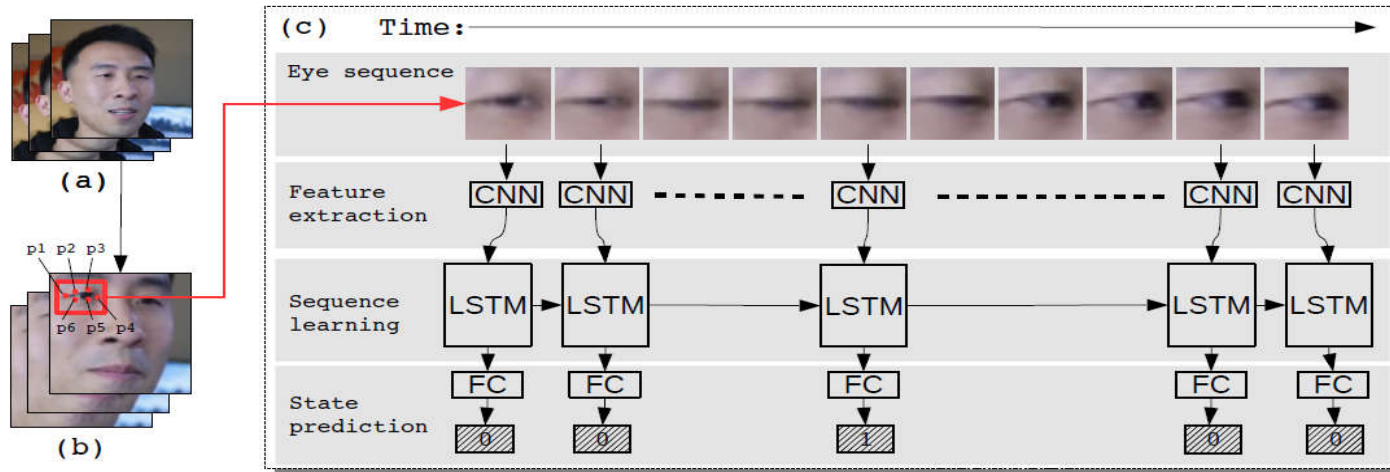 (a)
p1 p2 p3
p6 p5 p4
(b)
(c) Time:
Eye sequence
Feature
extraction
CNN CNN CNN CNN CNN
Sequence
learning
LSTM LSTM LSTM LSTM LSTM
FC FC FC FC FC
State
prediction
0 0 1 0 0